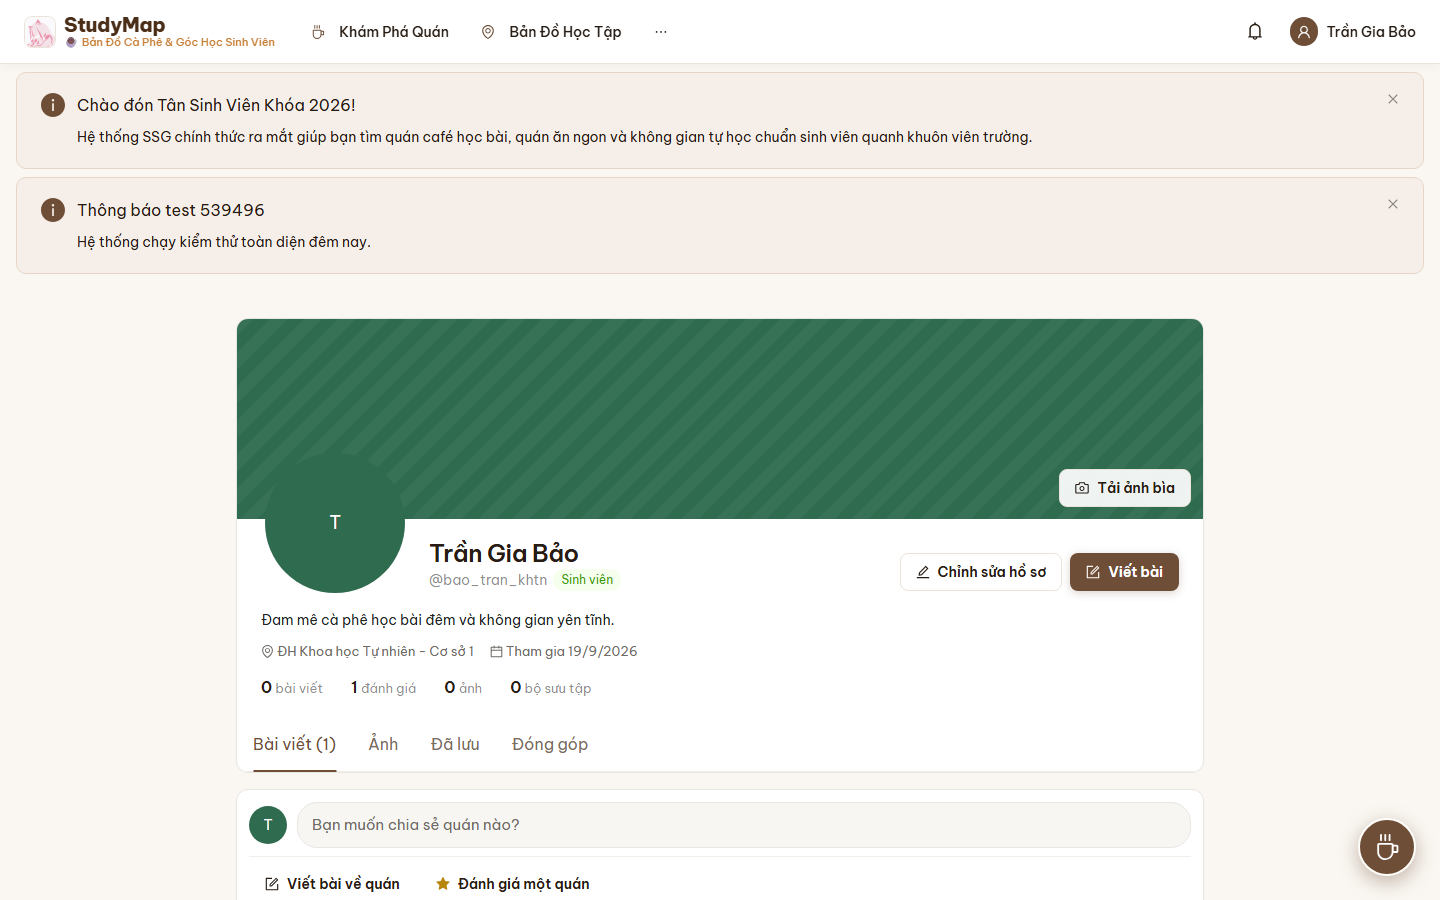 StudyMap
Bản Đồ Cà Phê & Góc Học Sinh Viên
Khám Phá Quán
Bản Đồ Học Tập
···
Trần Gia Bảo
Chào đón Tân Sinh Viên Khóa 2026!
Hệ thống SSG chính thức ra mắt giúp bạn tìm quán café học bài, quán ăn ngon và không gian tự học chuẩn sinh viên quanh khuôn viên trường.
Thông báo test 539496
Hệ thống chạy kiểm thử toàn diện đêm nay.
Tải ảnh bìa
T
Trần Gia Bảo
@bao_tran_khtn Sinh viên
Chỉnh sửa hồ sơ
Viết bài
Đam mê cà phê học bài đêm và không gian yên tĩnh.
ĐH Khoa học Tự nhiên - Cơ sở 1 Tham gia 19/9/2026
0 bài viết 1 đánh giá 0 ảnh 0 bộ sưu tập
Bài viết (1) Ảnh Đã lưu Đóng góp
T
Bạn muốn chia sẻ quán nào?
Viết bài về quán
Đánh giá một quán